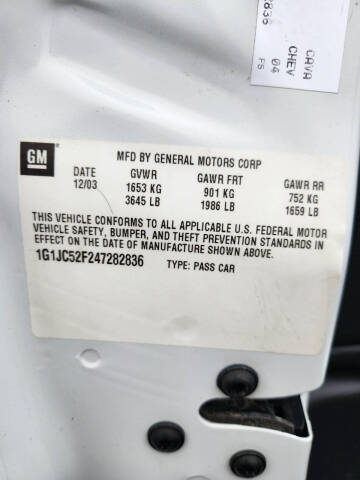 2836
CAVA
CHEV
04
FS
GM
MFD BY GENERAL MOTORS CORP
DATE GVWR GAWR FRT GAWR RR
12/03 1653 KG 901 KG 752 KG
3645 LB 1986 LB 1659 LB
THIS VEHICLE CONFORMS TO ALL APPLICABLE U.S. FEDERAL MOTOR
VEHICLE SAFETY, BUMPER, AND THEFT PREVENTION STANDARDS IN
EFFECT ON THE DATE OF MANUFACTURE SHOWN ABOVE.
1G1JC52F247282836 TYPE: PASS CAR